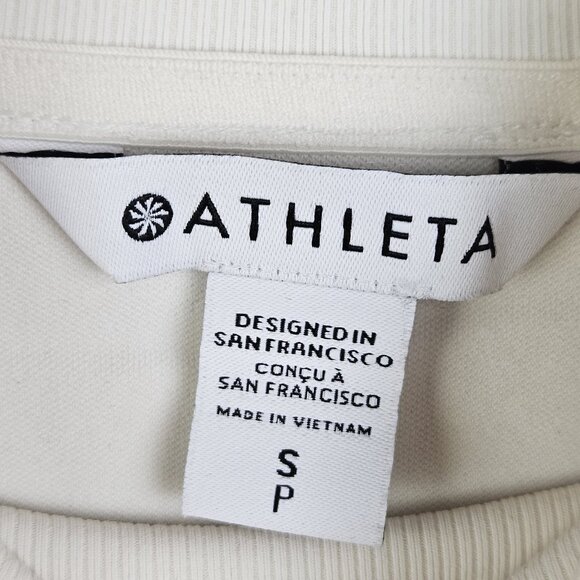 ATHLETA
DESIGNED IN
SAN FRANCISCO
CONÇU À
SAN FRANCISCO
MADE IN VIETNAM
S
P